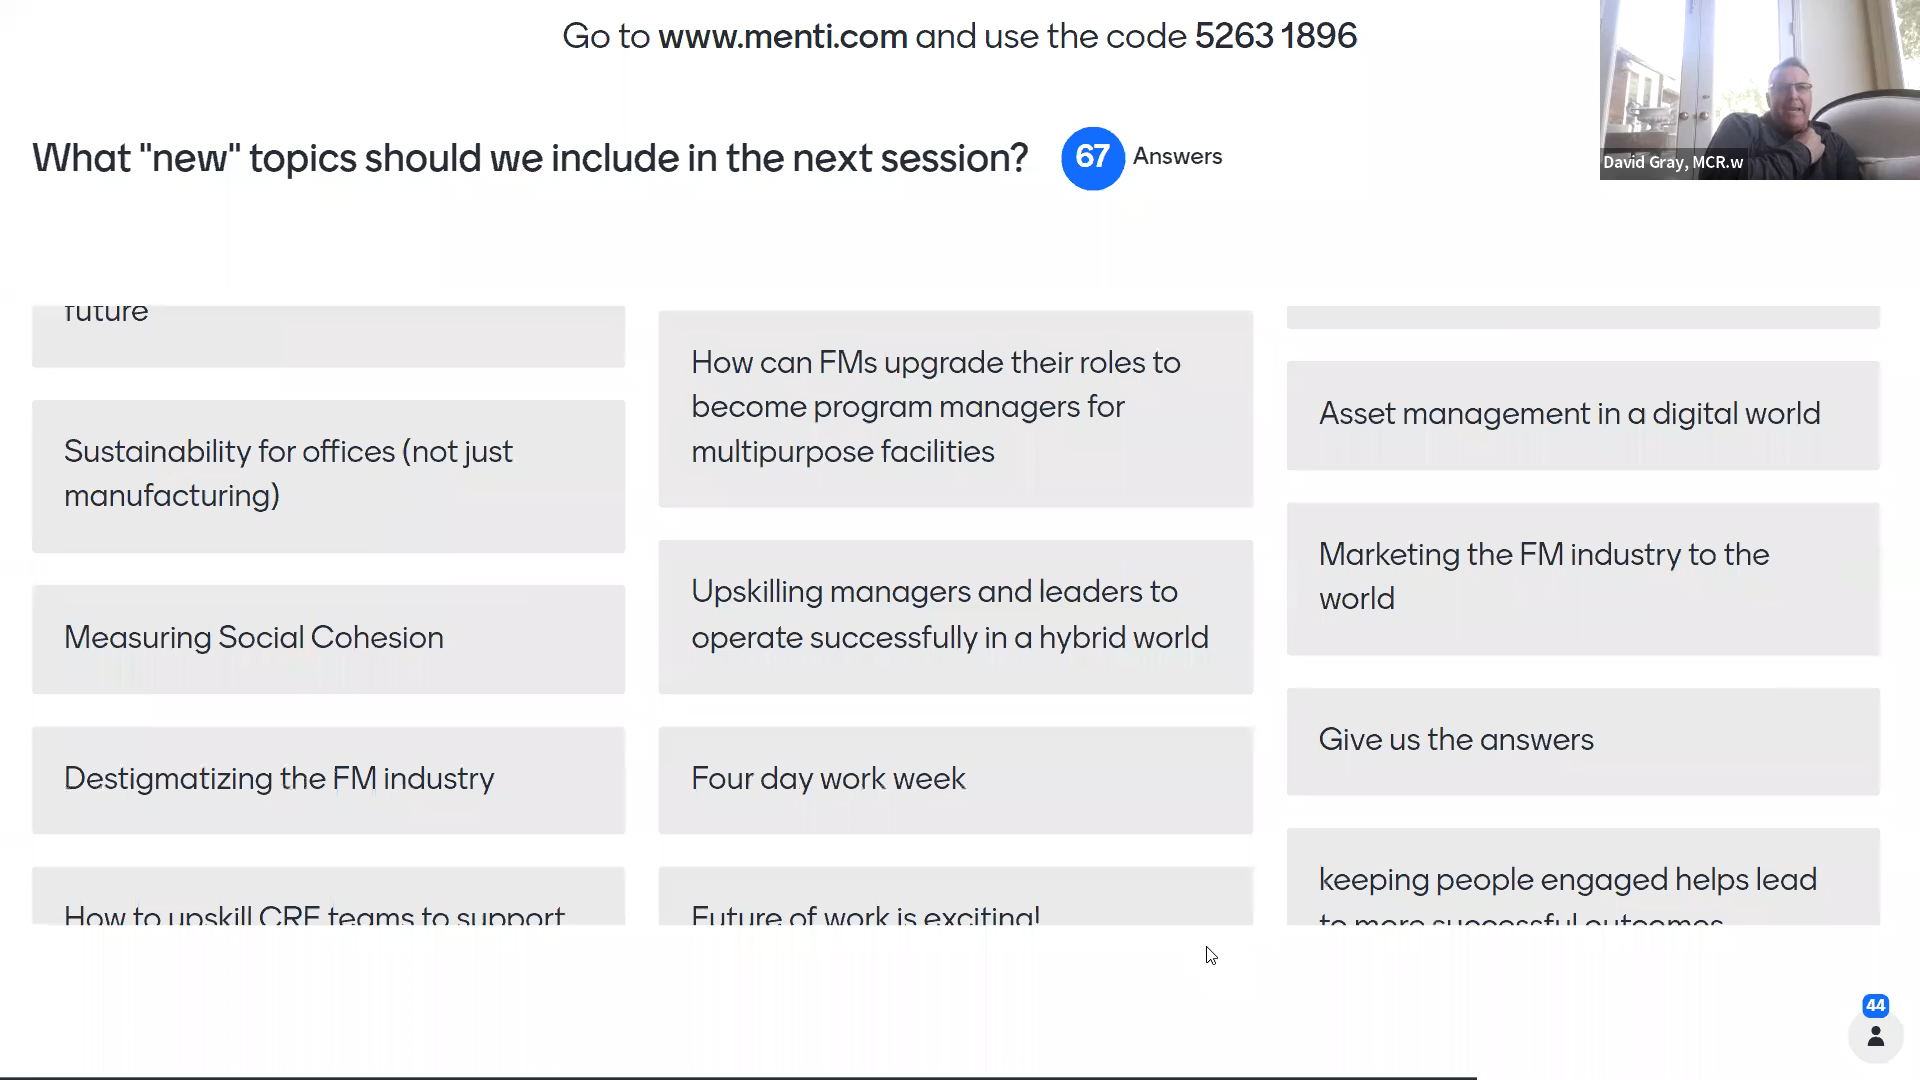 Go to www.menti.com and use the code 5263 1896
What "new" topics should we include in the next session?
67 Answers
David Gray, MCR.w
future
Sustainability for offices (not just
manufacturing)
Measuring Social Cohesion
Destigmatizing the FM industry
How to upskill CRE teams to support
How can FMs upgrade their roles to
become program managers for
multipurpose facilities
Upskilling managers and leaders to
operate successfully in a hybrid world
Four day work week
Future of work is exciting!
Asset management in a digital world
Marketing the FM industry to the
world
Give us the answers
keeping people engaged helps lead
to more successful outcomes
44